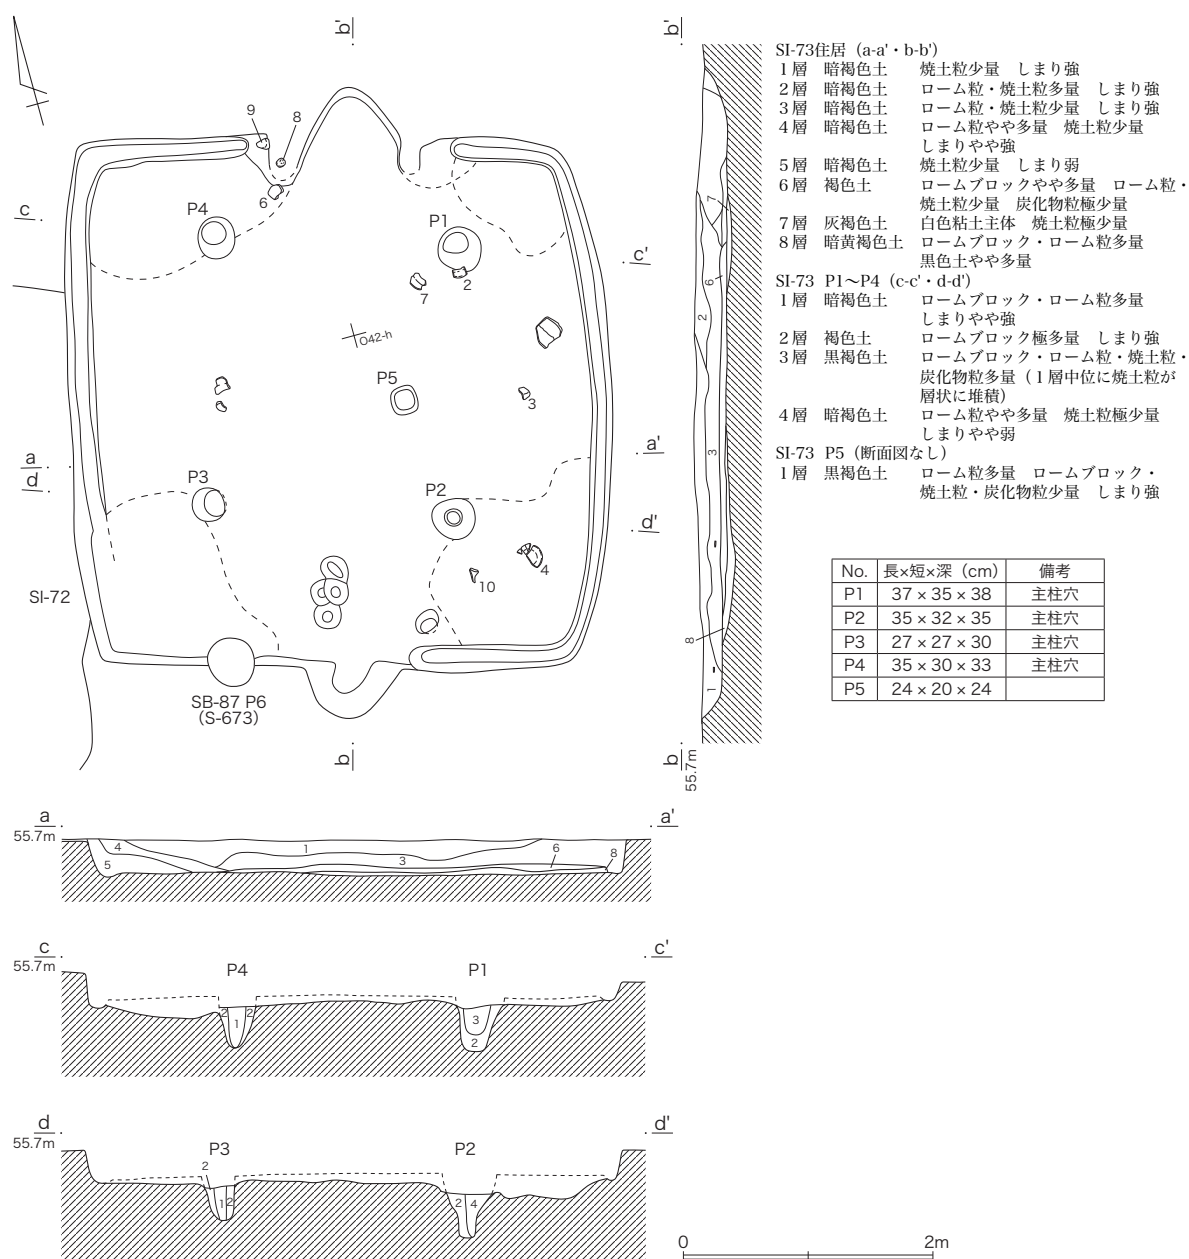 b'
b'
9
8
6
P4
P1
c
c'
7
2
O42-h
P5
3
a
d
a'
P3
P2
d'
4
10
SI-72
SB-87 P6
（S-673）
b
b
55.7m
7
6
2
3
8
1
SI-73住居（a-a'・b-b'）
1層 暗褐色土 焼土粒少量 しまり強
2層 暗褐色土 ローム粒・焼土粒多量 しまり強
3層 暗褐色土 ローム粒・焼土粒少量 しまり強
4層 暗褐色土 ローム粒やや多量 焼土粒少量
しまりやや強
5層 暗褐色土 焼土粒少量 しまり弱
6層 褐色土 ロームブロックやや多量 ローム粒・
焼土粒少量 炭化物粒極少量
7層 灰褐色土 白色粘土主体 焼土粒極少量
8層 暗黄褐色土 ロームブロック・ローム粒多量
黒色土やや多量
SI-73 P1～P4（c-c'・d-d'）
1層 暗褐色土 ロームブロック・ローム粒多量
しまりやや強
2層 褐色土 ロームブロック極多量 しまり強
3層 黒褐色土 ロームブロック・ローム粒・焼土粒・
炭化物粒多量（１層中位に焼土粒が
層状に堆積）
4層 暗褐色土 ローム粒やや多量 焼土粒極少量
しまりやや弱
SI-73 P5（断面図なし）
1層 黒褐色土 ローム粒多量 ロームブロック・
焼土粒・炭化物粒少量 しまり強
No. 長×短×深（cm） 備考
P1 37 × 35 × 38 主柱穴
P2 35 × 32 × 35 主柱穴
P3 27 × 27 × 30 主柱穴
P4 35 × 30 × 33 主柱穴
P5 24 × 20 × 24
a
55.7m
a'
4
5
1
3
6
8
c
55.7m
c'
P4
P1
2
1
2
3
2
d
55.7m
d'
P3
P2
2
1
2
2
4
0
2m